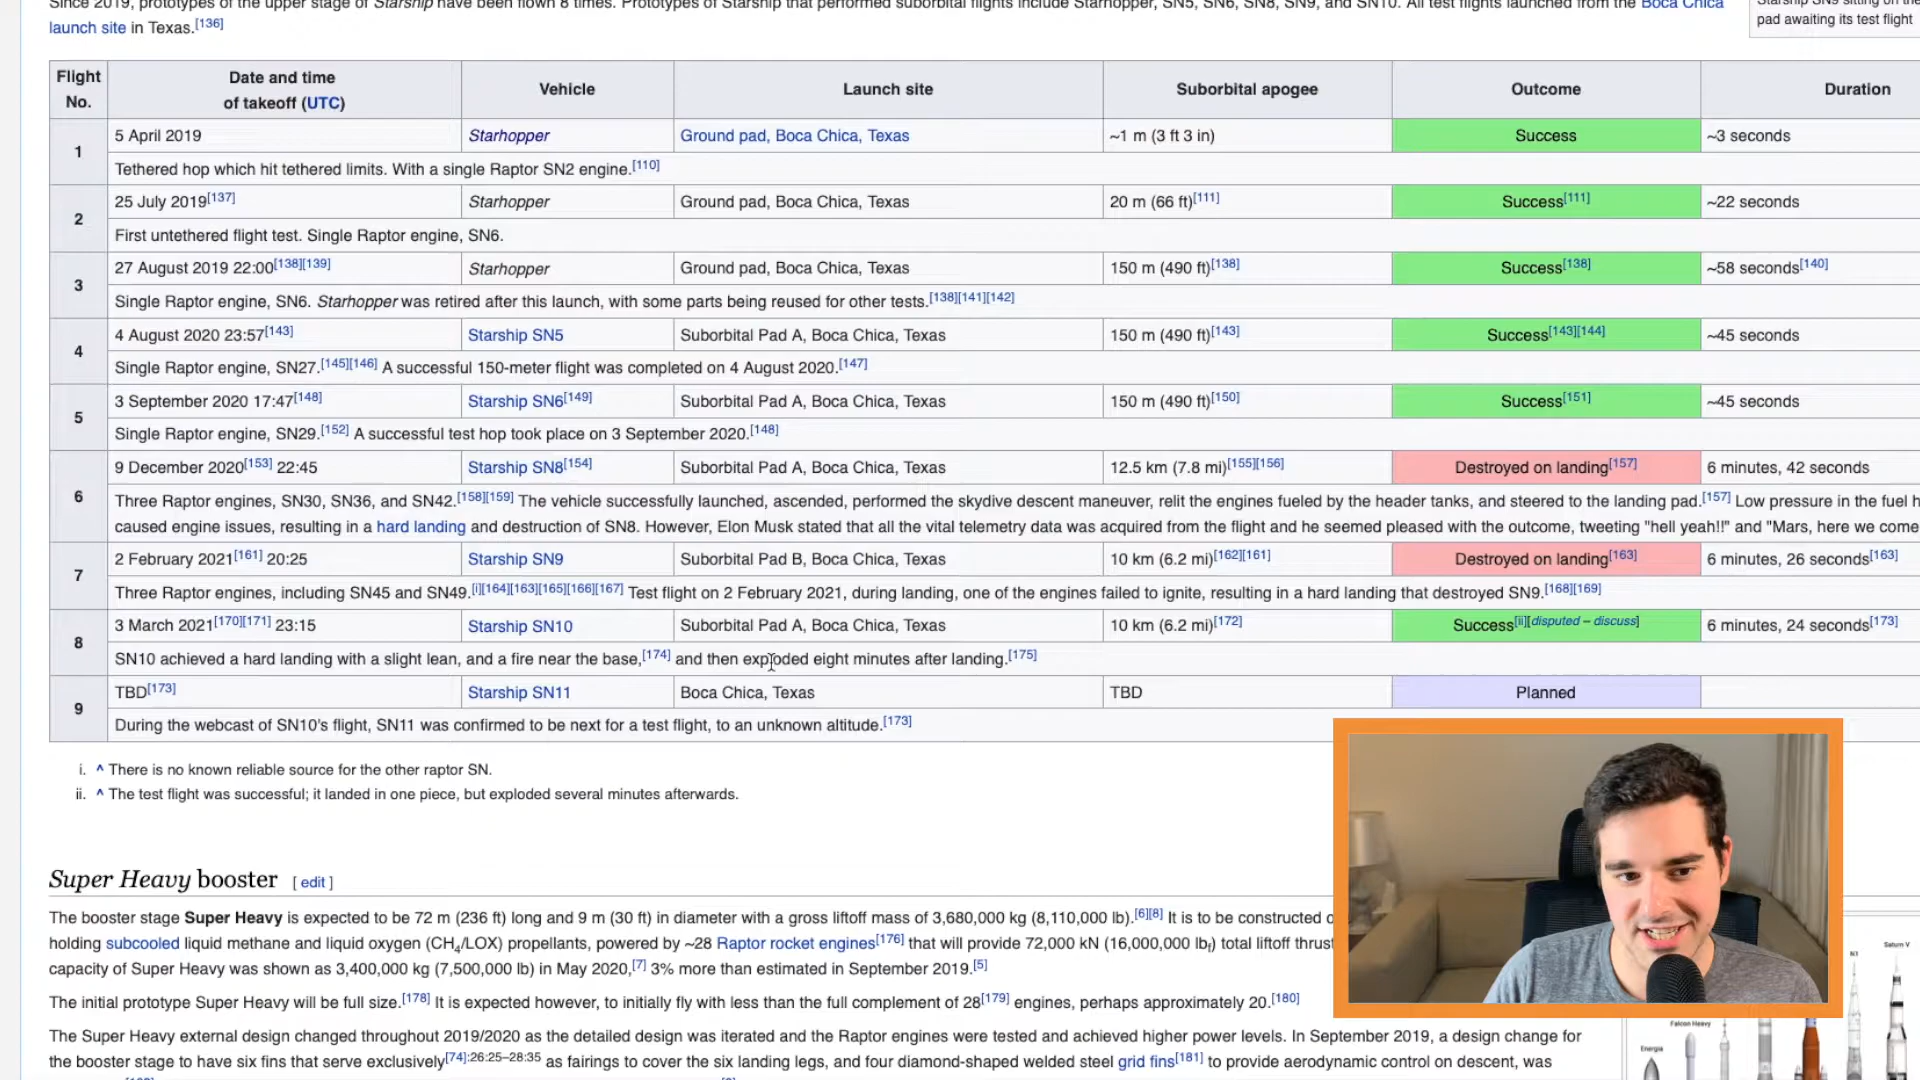 Since 2019, prototypes of the upper stage of Starship have been flown 8 times. Prototypes of Starship that performed suborbital flights include Starhopper, SN5, SN6, SN8, SN9, and SN10. All test flights launched from the Boca Chica
launch site in Texas.[136]
Starship SN9 sitting on the
pad awaiting its test flight
Flight No. Date and time of takeoff (UTC) Vehicle Launch site Suborbital apogee Outcome Duration
1 5 April 2019 Starhopper Ground pad, Boca Chica, Texas ~1 m (3 ft 3 in) Success ~3 seconds
Tethered hop which hit tethered limits. With a single Raptor SN2 engine.[110]
2 25 July 2019[137] Starhopper Ground pad, Boca Chica, Texas 20 m (66 ft)[111] Success[111] ~22 seconds
First untethered flight test. Single Raptor engine, SN6.
3 27 August 2019 22:00[138][139] Starhopper Ground pad, Boca Chica, Texas 150 m (490 ft)[138] Success[138] ~58 seconds[140]
Single Raptor engine, SN6. Starhopper was retired after this launch, with some parts being reused for other tests.[138][141][142]
4 4 August 2020 23:57[143] Starship SN5 Suborbital Pad A, Boca Chica, Texas 150 m (490 ft)[143] Success[143][144] ~45 seconds
Single Raptor engine, SN27.[145][146] A successful 150-meter flight was completed on 4 August 2020.[147]
5 3 September 2020 17:47[148] Starship SN6[149] Suborbital Pad A, Boca Chica, Texas 150 m (490 ft)[150] Success[151] ~45 seconds
Single Raptor engine, SN29.[152] A successful test hop took place on 3 September 2020.[148]
6 9 December 2020[153] 22:45 Starship SN8[154] Suborbital Pad A, Boca Chica, Texas 12.5 km (7.8 mi)[155][156] Destroyed on landing[157] 6 minutes, 42 seconds
Three Raptor engines, SN30, SN36, and SN42.[158][159] The vehicle successfully launched, ascended, performed the skydive descent maneuver, relit the engines fueled by the header tanks, and steered to the landing pad.[157] Low pressure in the fuel h
caused engine issues, resulting in a hard landing and destruction of SN8. However, Elon Musk stated that all the vital telemetry data was acquired from the flight and he seemed pleased with the outcome, tweeting "hell yeah!!" and "Mars, here we come
7 2 February 2021[161] 20:25 Starship SN9 Suborbital Pad B, Boca Chica, Texas 10 km (6.2 mi)[162][161] Destroyed on landing[163] 6 minutes, 26 seconds[163]
Three Raptor engines, including SN45 and SN49.[i][164][163][165][166][167] Test flight on 2 February 2021, during landing, one of the engines failed to ignite, resulting in a hard landing that destroyed SN9.[168][169]
8 3 March 2021[170][171] 23:15 Starship SN10 Suborbital Pad A, Boca Chica, Texas 10 km (6.2 mi)[172] Success[ii][disputed – discuss] 6 minutes, 24 seconds[173]
SN10 achieved a hard landing with a slight lean, and a fire near the base,[174] and then exploded eight minutes after landing.[175]
9 TBD[173] Starship SN11 Boca Chica, Texas TBD Planned
During the webcast of SN10's flight, SN11 was confirmed to be next for a test flight, to an unknown altitude.[173]
i. ^ There is no known reliable source for the other raptor SN.
ii. ^ The test flight was successful; it landed in one piece, but exploded several minutes afterwards.
Super Heavy booster [ edit ]
The booster stage Super Heavy is expected to be 72 m (236 ft) long and 9 m (30 ft) in diameter with a gross liftoff mass of 3,680,000 kg (8,110,000 lb).[6][8] It is to be constructed o
holding subcooled liquid methane and liquid oxygen (CH4/LOX) propellants, powered by ~28 Raptor rocket engines[176] that will provide 72,000 kN (16,000,000 lbf) total liftoff thrust
capacity of Super Heavy was shown as 3,400,000 kg (7,500,000 lb) in May 2020,[7] 3% more than estimated in September 2019.[5]
The initial prototype Super Heavy will be full size.[178] It is expected however, to initially fly with less than the full complement of 28[179] engines, perhaps approximately 20.[180]
The Super Heavy external design changed throughout 2019/2020 as the detailed design was iterated and the Raptor engines were tested and achieved higher power levels. In September 2019, a design change for
the booster stage to have six fins that serve exclusively[74]:26:25–28:35 as fairings to cover the six landing legs, and four diamond-shaped welded steel grid fins[181] to provide aerodynamic control on descent, was
Saturn V
N1
Falcon Heavy
Energia